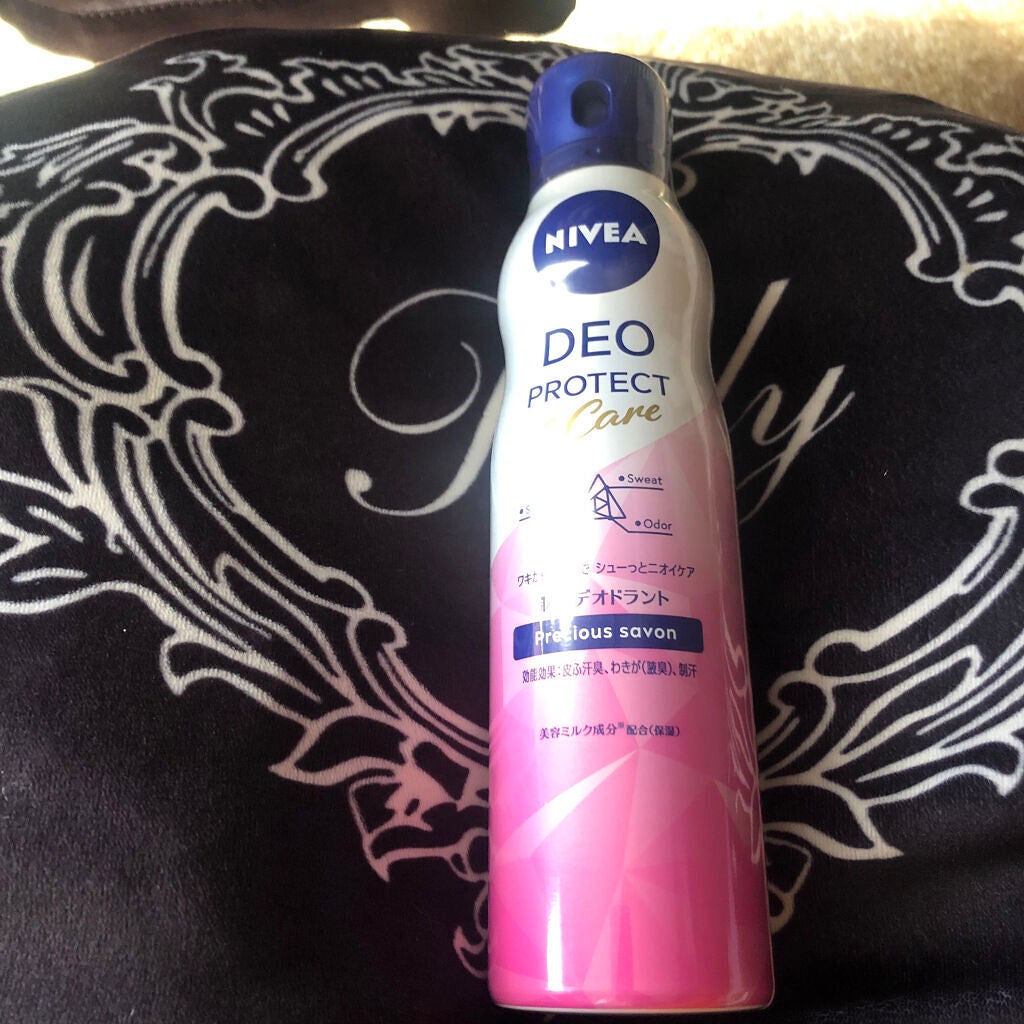 NIVEA
DEO
PROTECT
Care
Sweat
Odor
シューっとニオイケア
デオドラント
Precious savon
効能効果：皮ふ汗臭、わきが（腋臭）、制汗
美容ミルク成分※配合（保湿）